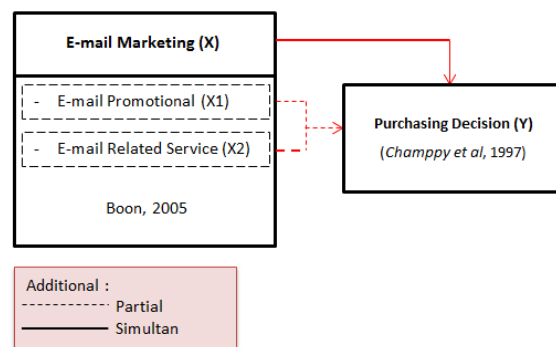 E-mail Marketing (X)
- E-mail Promotional (X1)
- E-mail Related Service (X2)
Boon, 2005
Purchasing Decision (Y)
(Champpy et al, 1997)
Additional :
Partial
Simultan